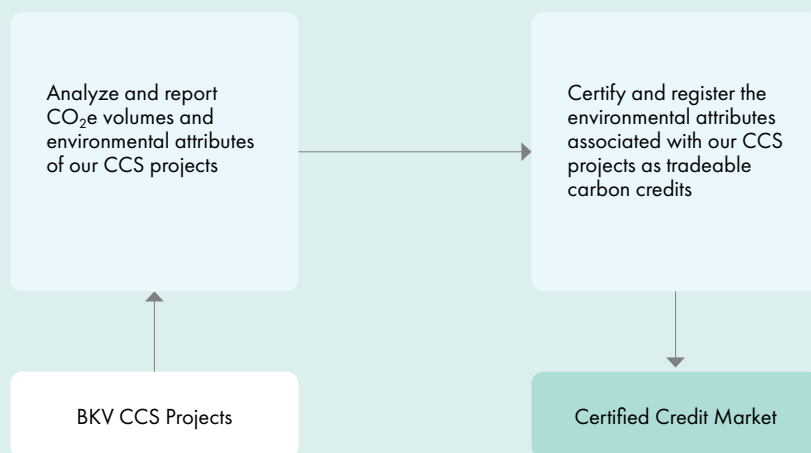 Analyze and report
CO₂e volumes and
environmental attributes
of our CCS projects
Certify and register the
environmental attributes
associated with our CCS
projects as tradeable
carbon credits
BKV CCS Projects
Certified Credit Market